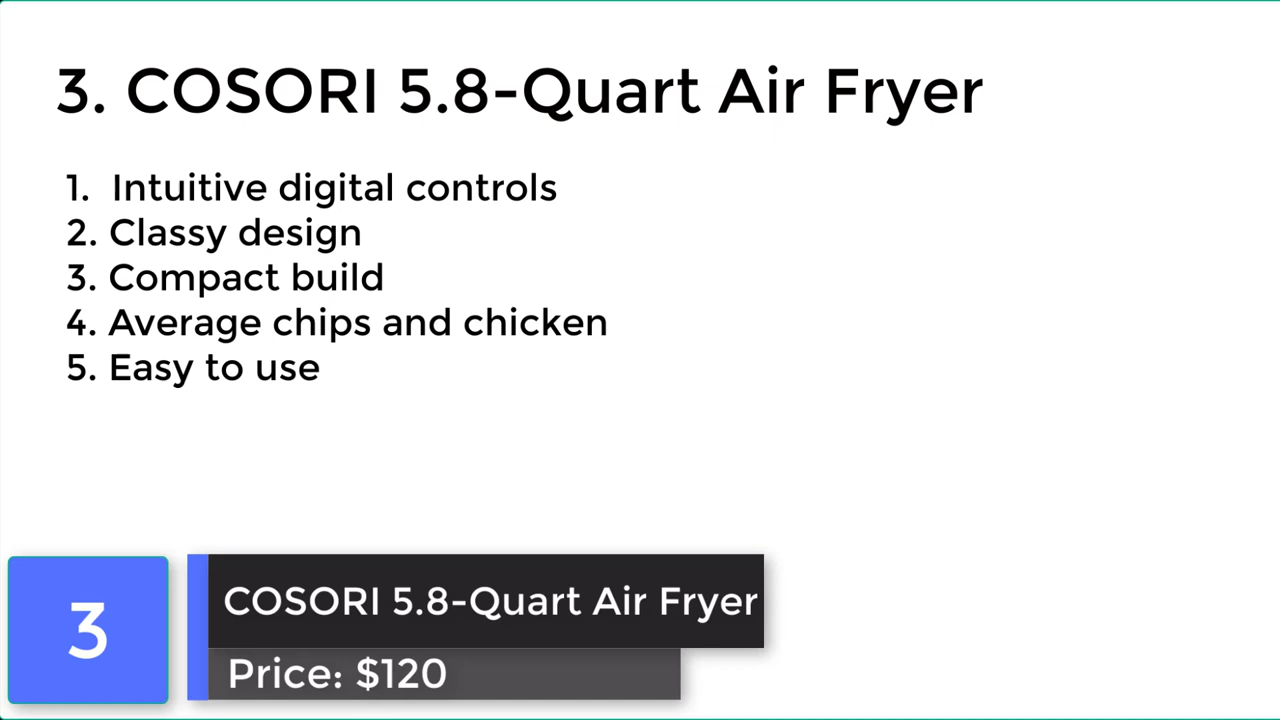 3. COSORI 5.8-Quart Air Fryer
1. Intuitive digital controls
2. Classy design
3. Compact build
4. Average chips and chicken
5. Easy to use
3
COSORI 5.8-Quart Air Fryer
Price: $120